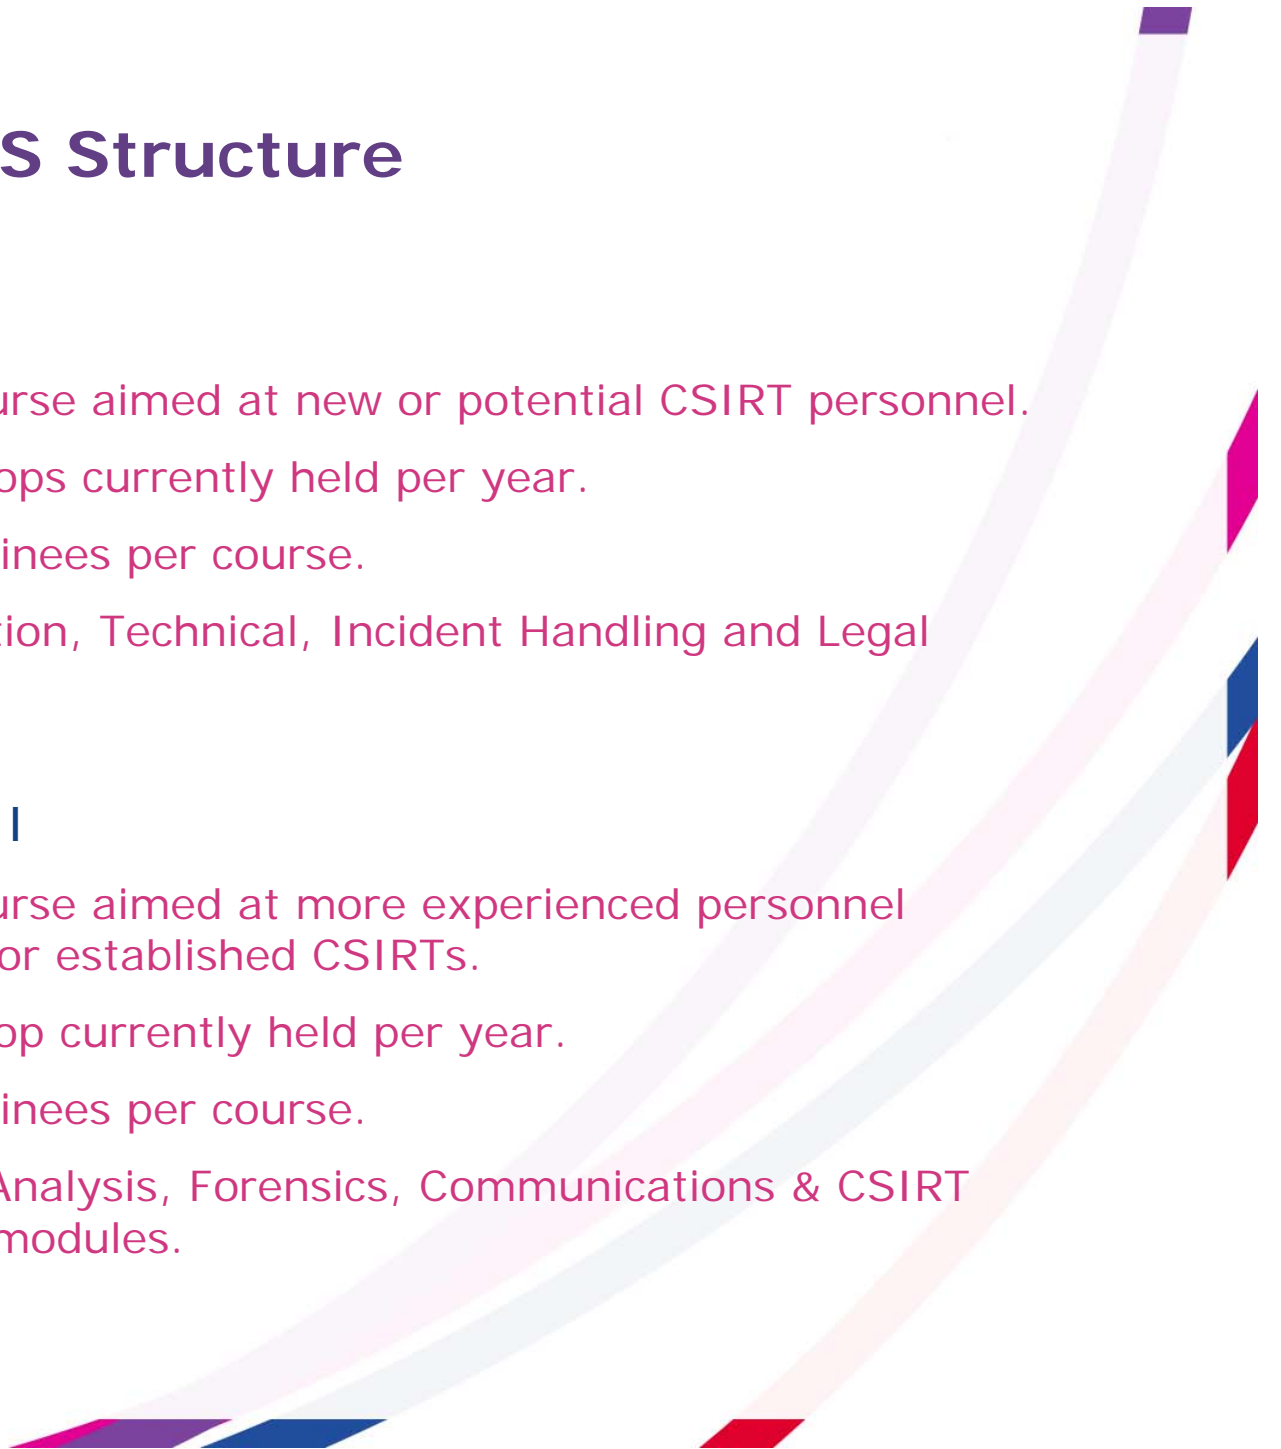 S Structure
urse aimed at new or potential CSIRT personnel.
ops currently held per year.
inees per course.
tion, Technical, Incident Handling and Legal
I
urse aimed at more experienced personnel
or established CSIRTs.
op currently held per year.
inees per course.
Analysis, Forensics, Communications & CSIRT
modules.